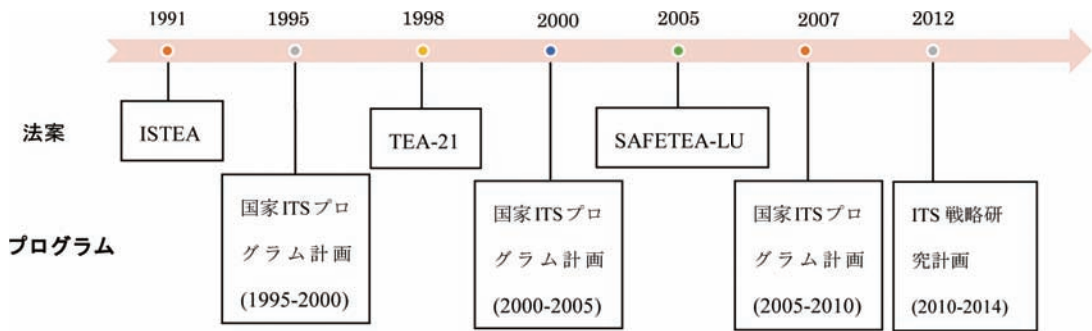 1991
1995
1998
2000
2005
2007
2012
法案
ISTEA
TEA-21
SAFETEA-LU
プログラム
国家ITSプロ
グラム計画
(1995-2000)
国家ITSプロ
グラム計画
(2000-2005)
国家ITSプロ
グラム計画
(2005-2010)
ITS戦略研
究計画
(2010-2014)